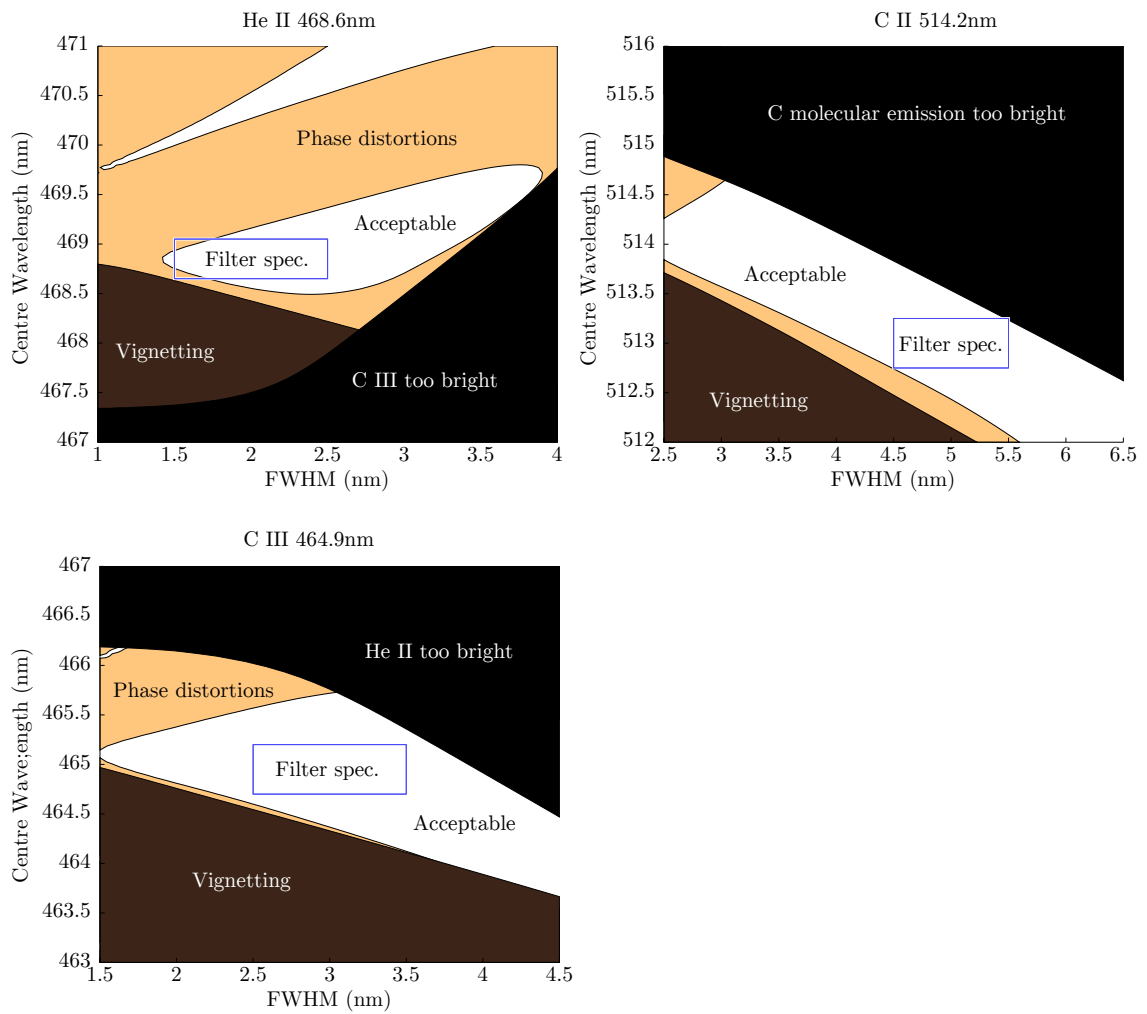 He II 468.6nm
471
470.5
470
469.5
469
468.5
468
467.5
467
Centre Wavelength (nm)
Phase distortions
Acceptable
Filter spec.
Vignetting
C III too bright
1
1.5
2
2.5
3
3.5
4
FWHM (nm)
C II 514.2nm
516
515.5
515
514.5
514
513.5
513
512.5
512
Centre Wavelength (nm)
C molecular emission too bright
Acceptable
Filter spec.
Vignetting
2.5
3
3.5
4
4.5
5
5.5
6
6.5
FWHM (nm)
C III 464.9nm
467
466.5
466
465.5
465
464.5
464
463.5
463
Centre Wave;ength (nm)
He II too bright
Phase distortions
Filter spec.
Acceptable
Vignetting
1.5
2
2.5
3
3.5
4
4.5
FWHM (nm)